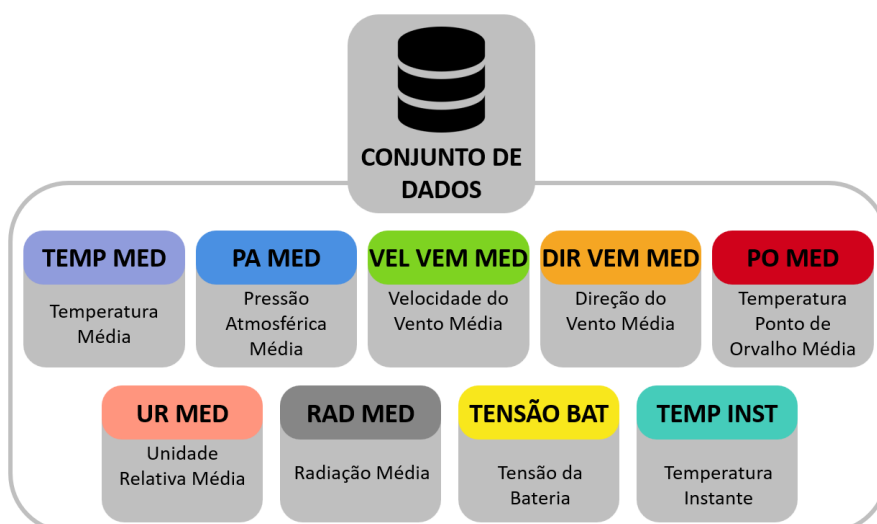 CONJUNTO DE
DADOS
TEMP MED
Temperatura
Média
PA MED
Pressão
Atmosférica
Média
VEL VEM MED
Velocidade do
Vento Média
DIR VEM MED
Direção do
Vento Média
PO MED
Temperatura
Ponto de
Orvalho Média
UR MED
Unidade
Relativa Média
RAD MED
Radiação Média
TENSÃO BAT
Tensão da
Bateria
TEMP INST
Temperatura
Instante